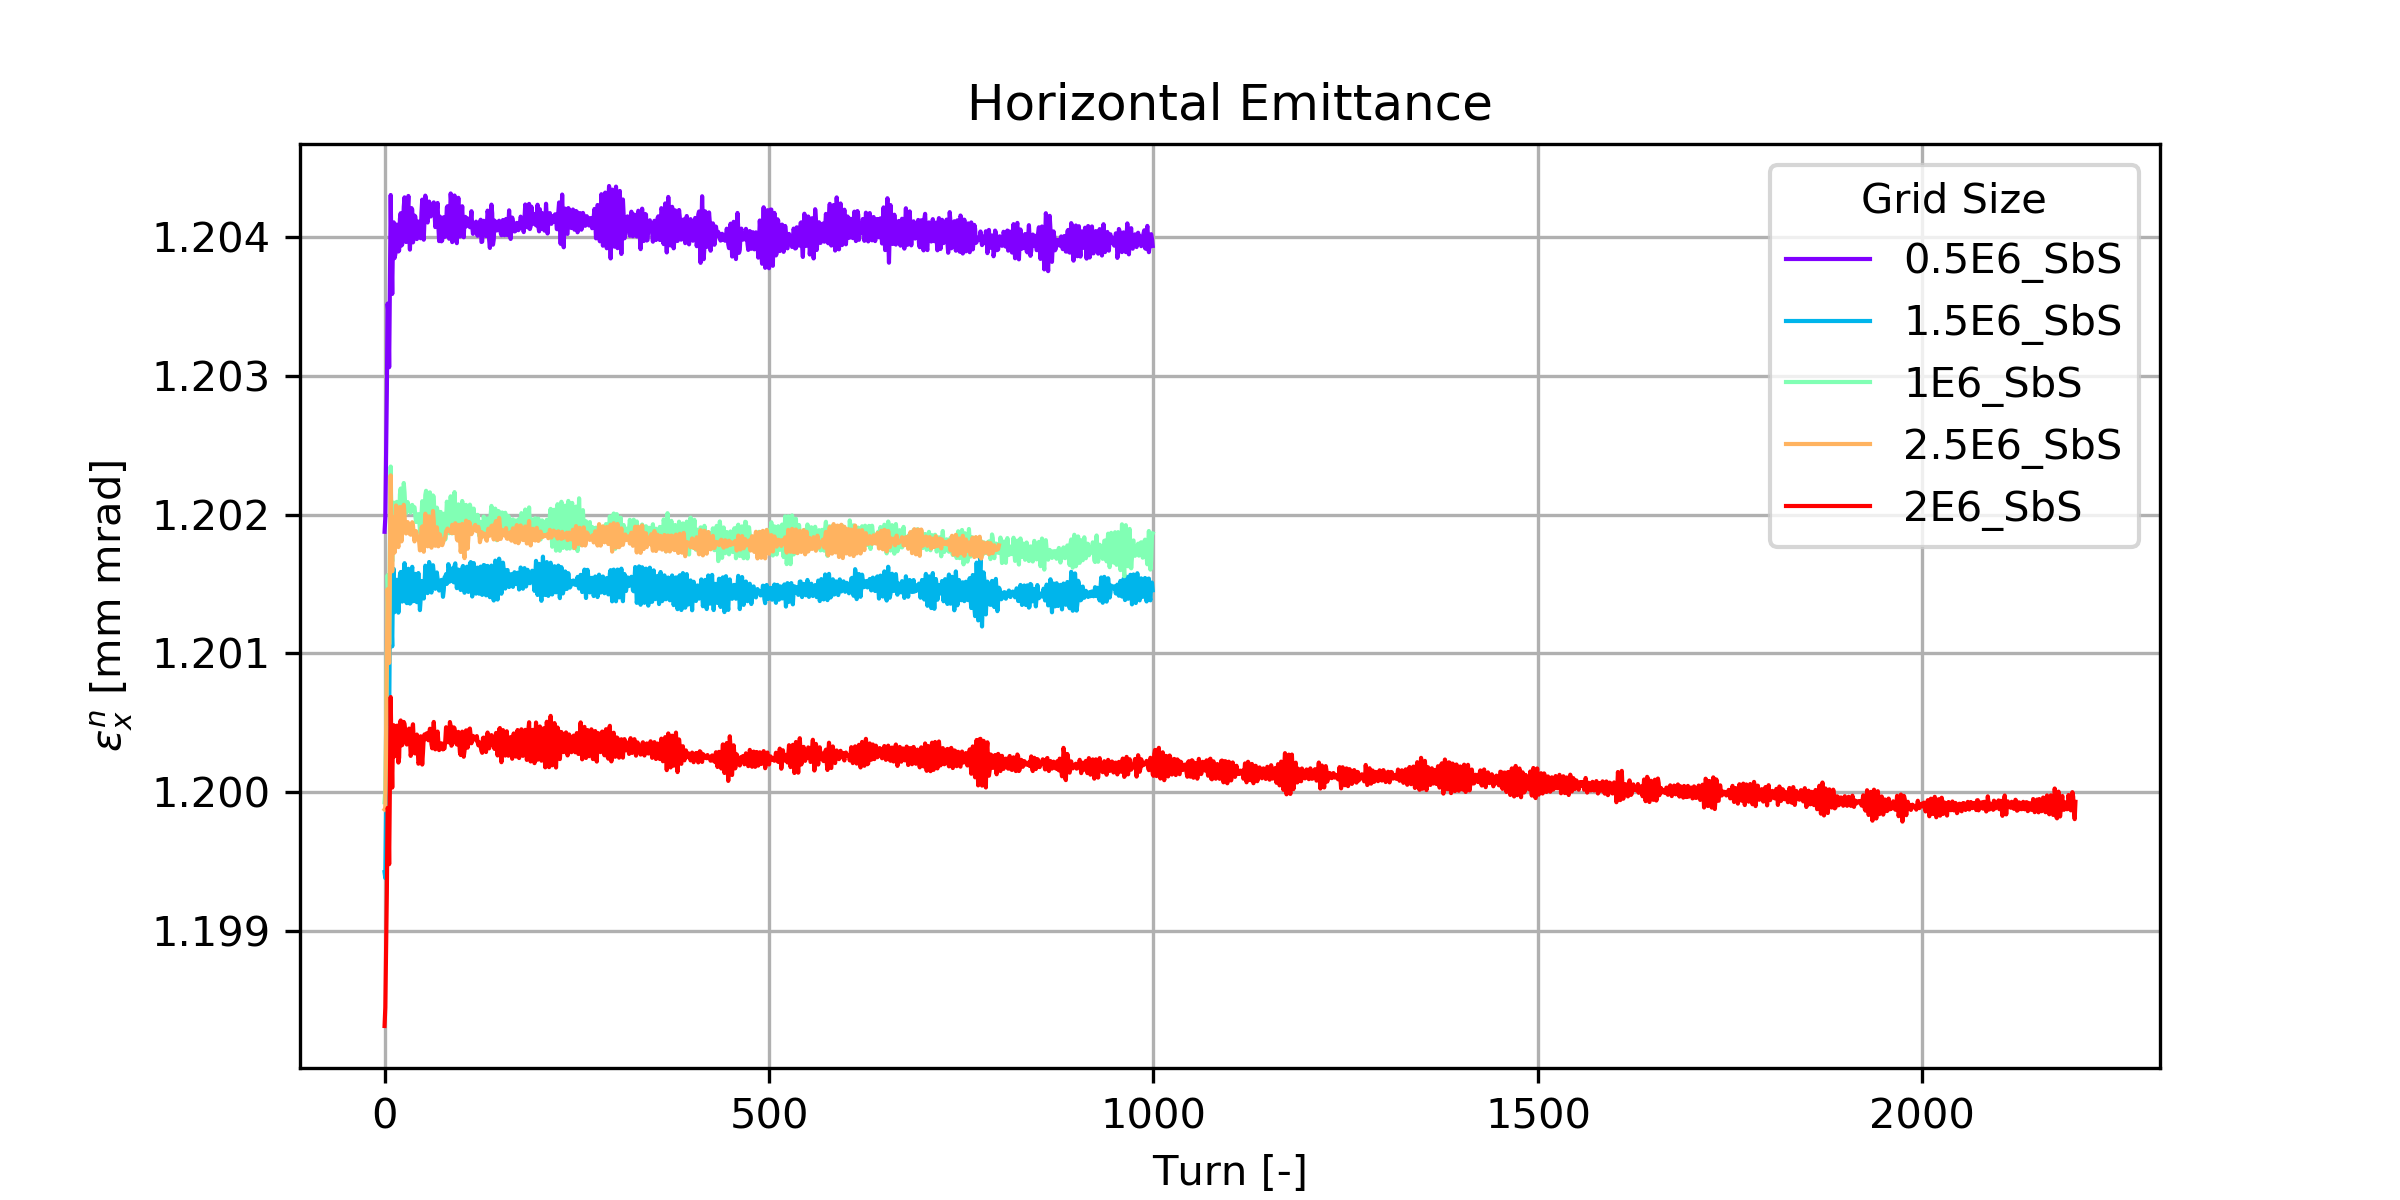 Horizontal Emittance
ε_x^n [mm mrad]
1.204
1.203
1.202
1.201
1.200
1.199
0 500 1000 1500 2000
Turn [-]
Grid Size
0.5E6_SbS
1.5E6_SbS
1E6_SbS
2.5E6_SbS
2E6_SbS